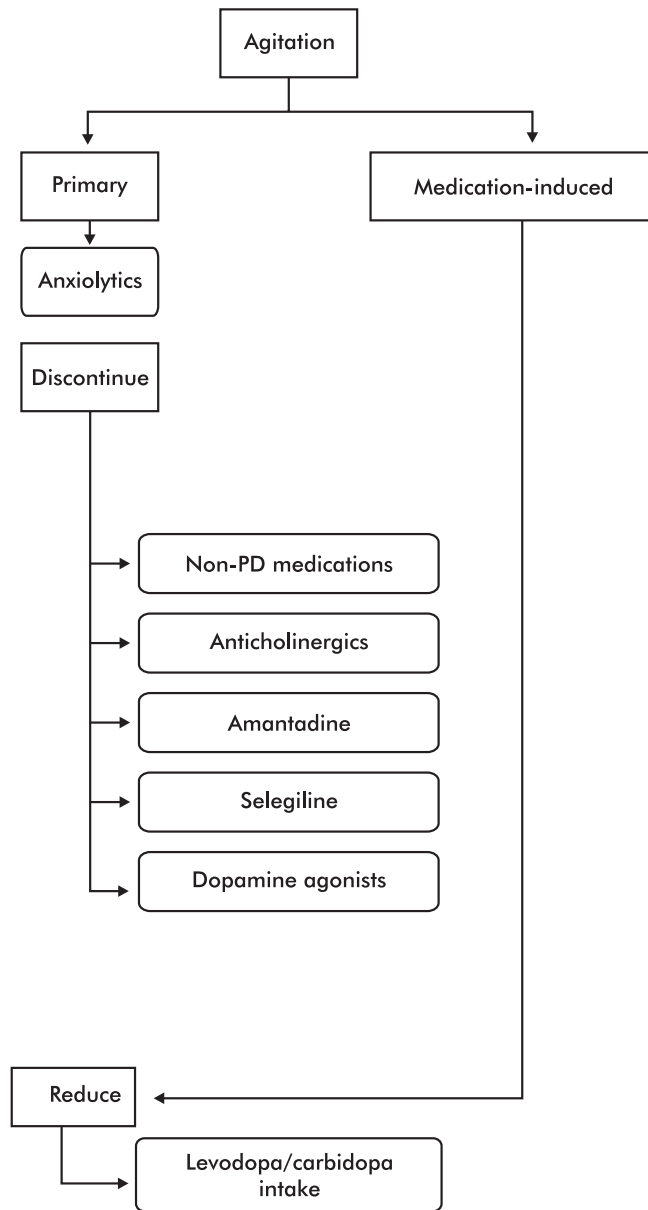 Agitation
Primary
Medication-induced
Anxiolytics
Discontinue
Non-PD medications
Anticholinergics
Amantadine
Selegiline
Dopamine agonists
Reduce
Levodopa/carbidopa
intake